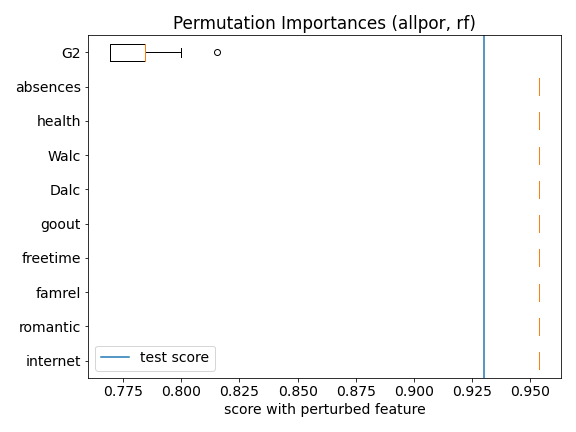 Permutation Importances (allpor, rf)
G2
absences
health
Walc
Dalc
goout
freetime
famrel
romantic
internet
test score
0.775 0.800 0.825 0.850 0.875 0.900 0.925 0.950
score with perturbed feature